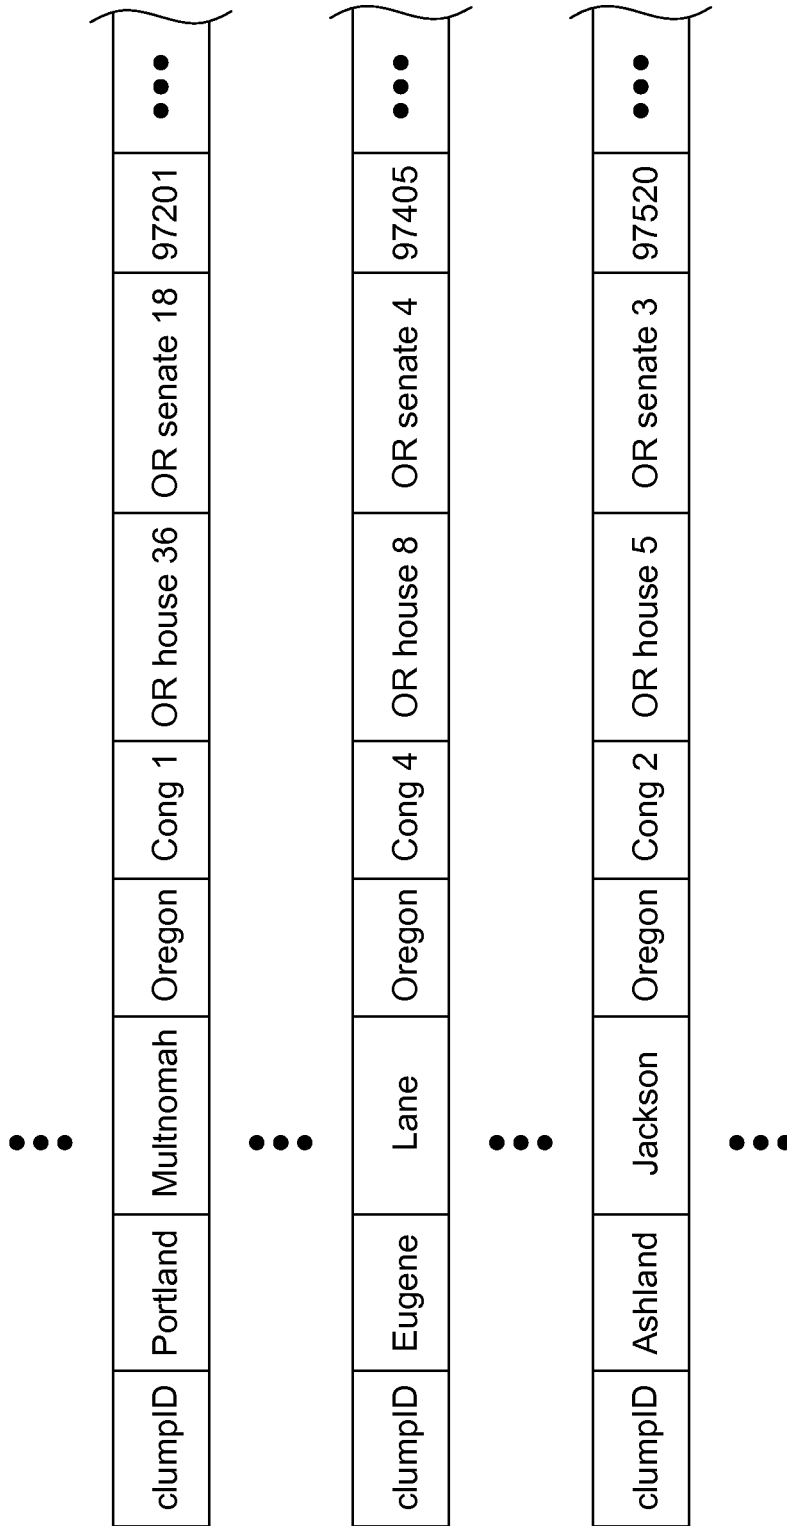 clumpID Portland Multnomah Oregon Cong 1 OR house 36 OR senate 18 97201 •••
•••
clumpID Eugene Lane Oregon Cong 4 OR house 8 OR senate 4 97405 •••
•••
clumpID Ashland Jackson Oregon Cong 2 OR house 5 OR senate 3 97520 •••